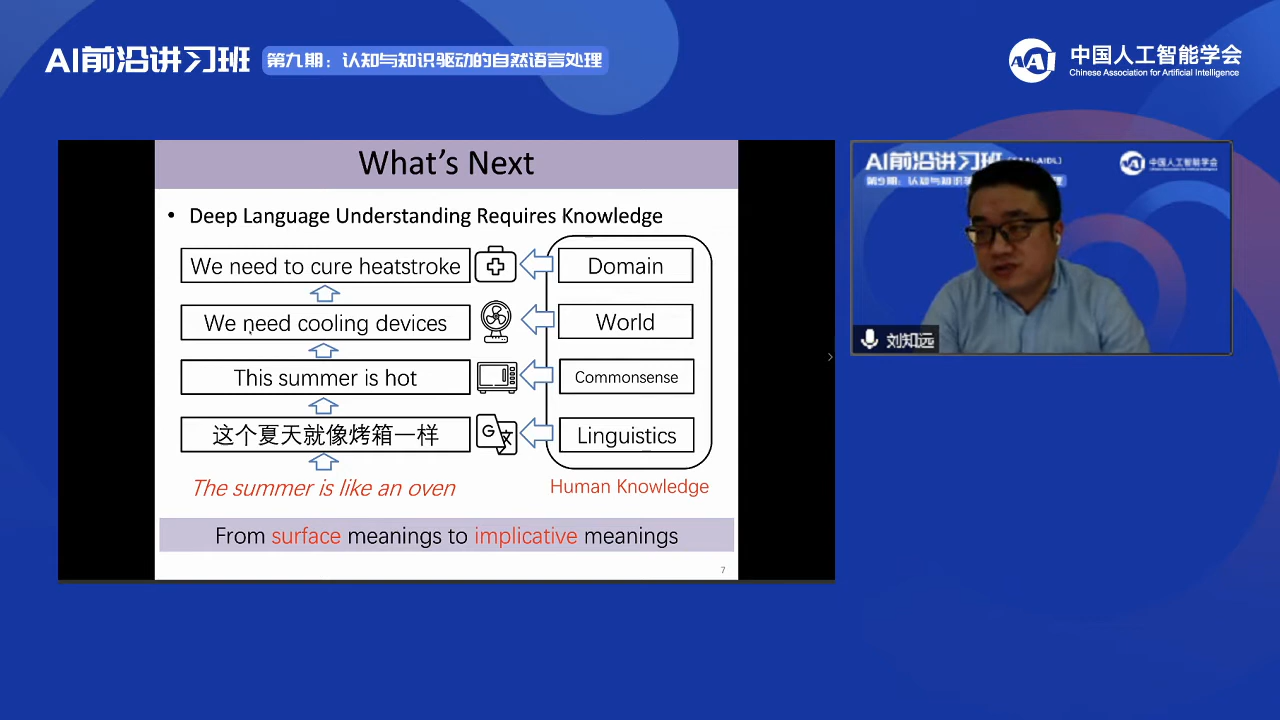 AI前沿讲习班
第九期：认知与知识驱动的自然语言处理
CAAI
中国人工智能学会
Chinese Association for Artificial Intelligence
What's Next
• Deep Language Understanding Requires Knowledge
We need to cure heatstroke
Domain
We need cooling devices
World
This summer is hot
Commonsense
这个夏天就像烤箱一样
G文
Linguistics
The summer is like an oven
Human Knowledge
From surface meanings to implicative meanings
7
AI前沿讲习班
中国人工智能学会
刘知远